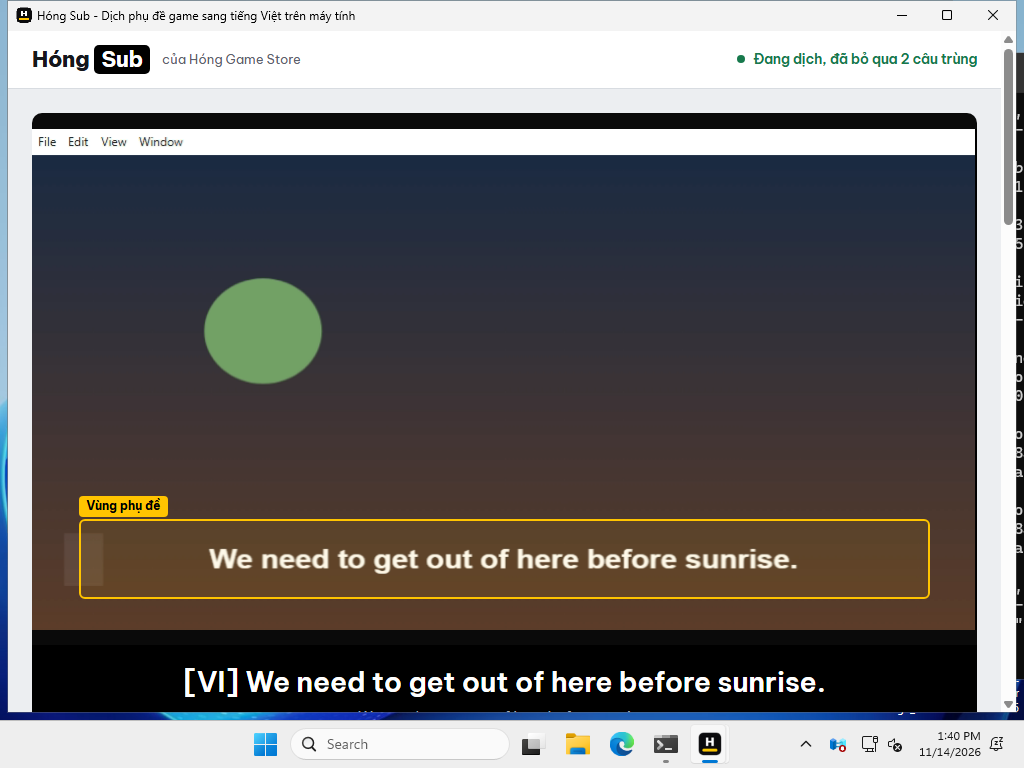 Hóng Sub - Dịch phụ đề game sang tiếng Việt trên máy tính
Hóng Sub của Hóng Game Store
Đang dịch, đã bỏ qua 2 câu trùng
File Edit View Window
Vùng phụ đề
We need to get out of here before sunrise.
[VI] We need to get out of here before sunrise.
Search
1:40 PM
11/14/2026